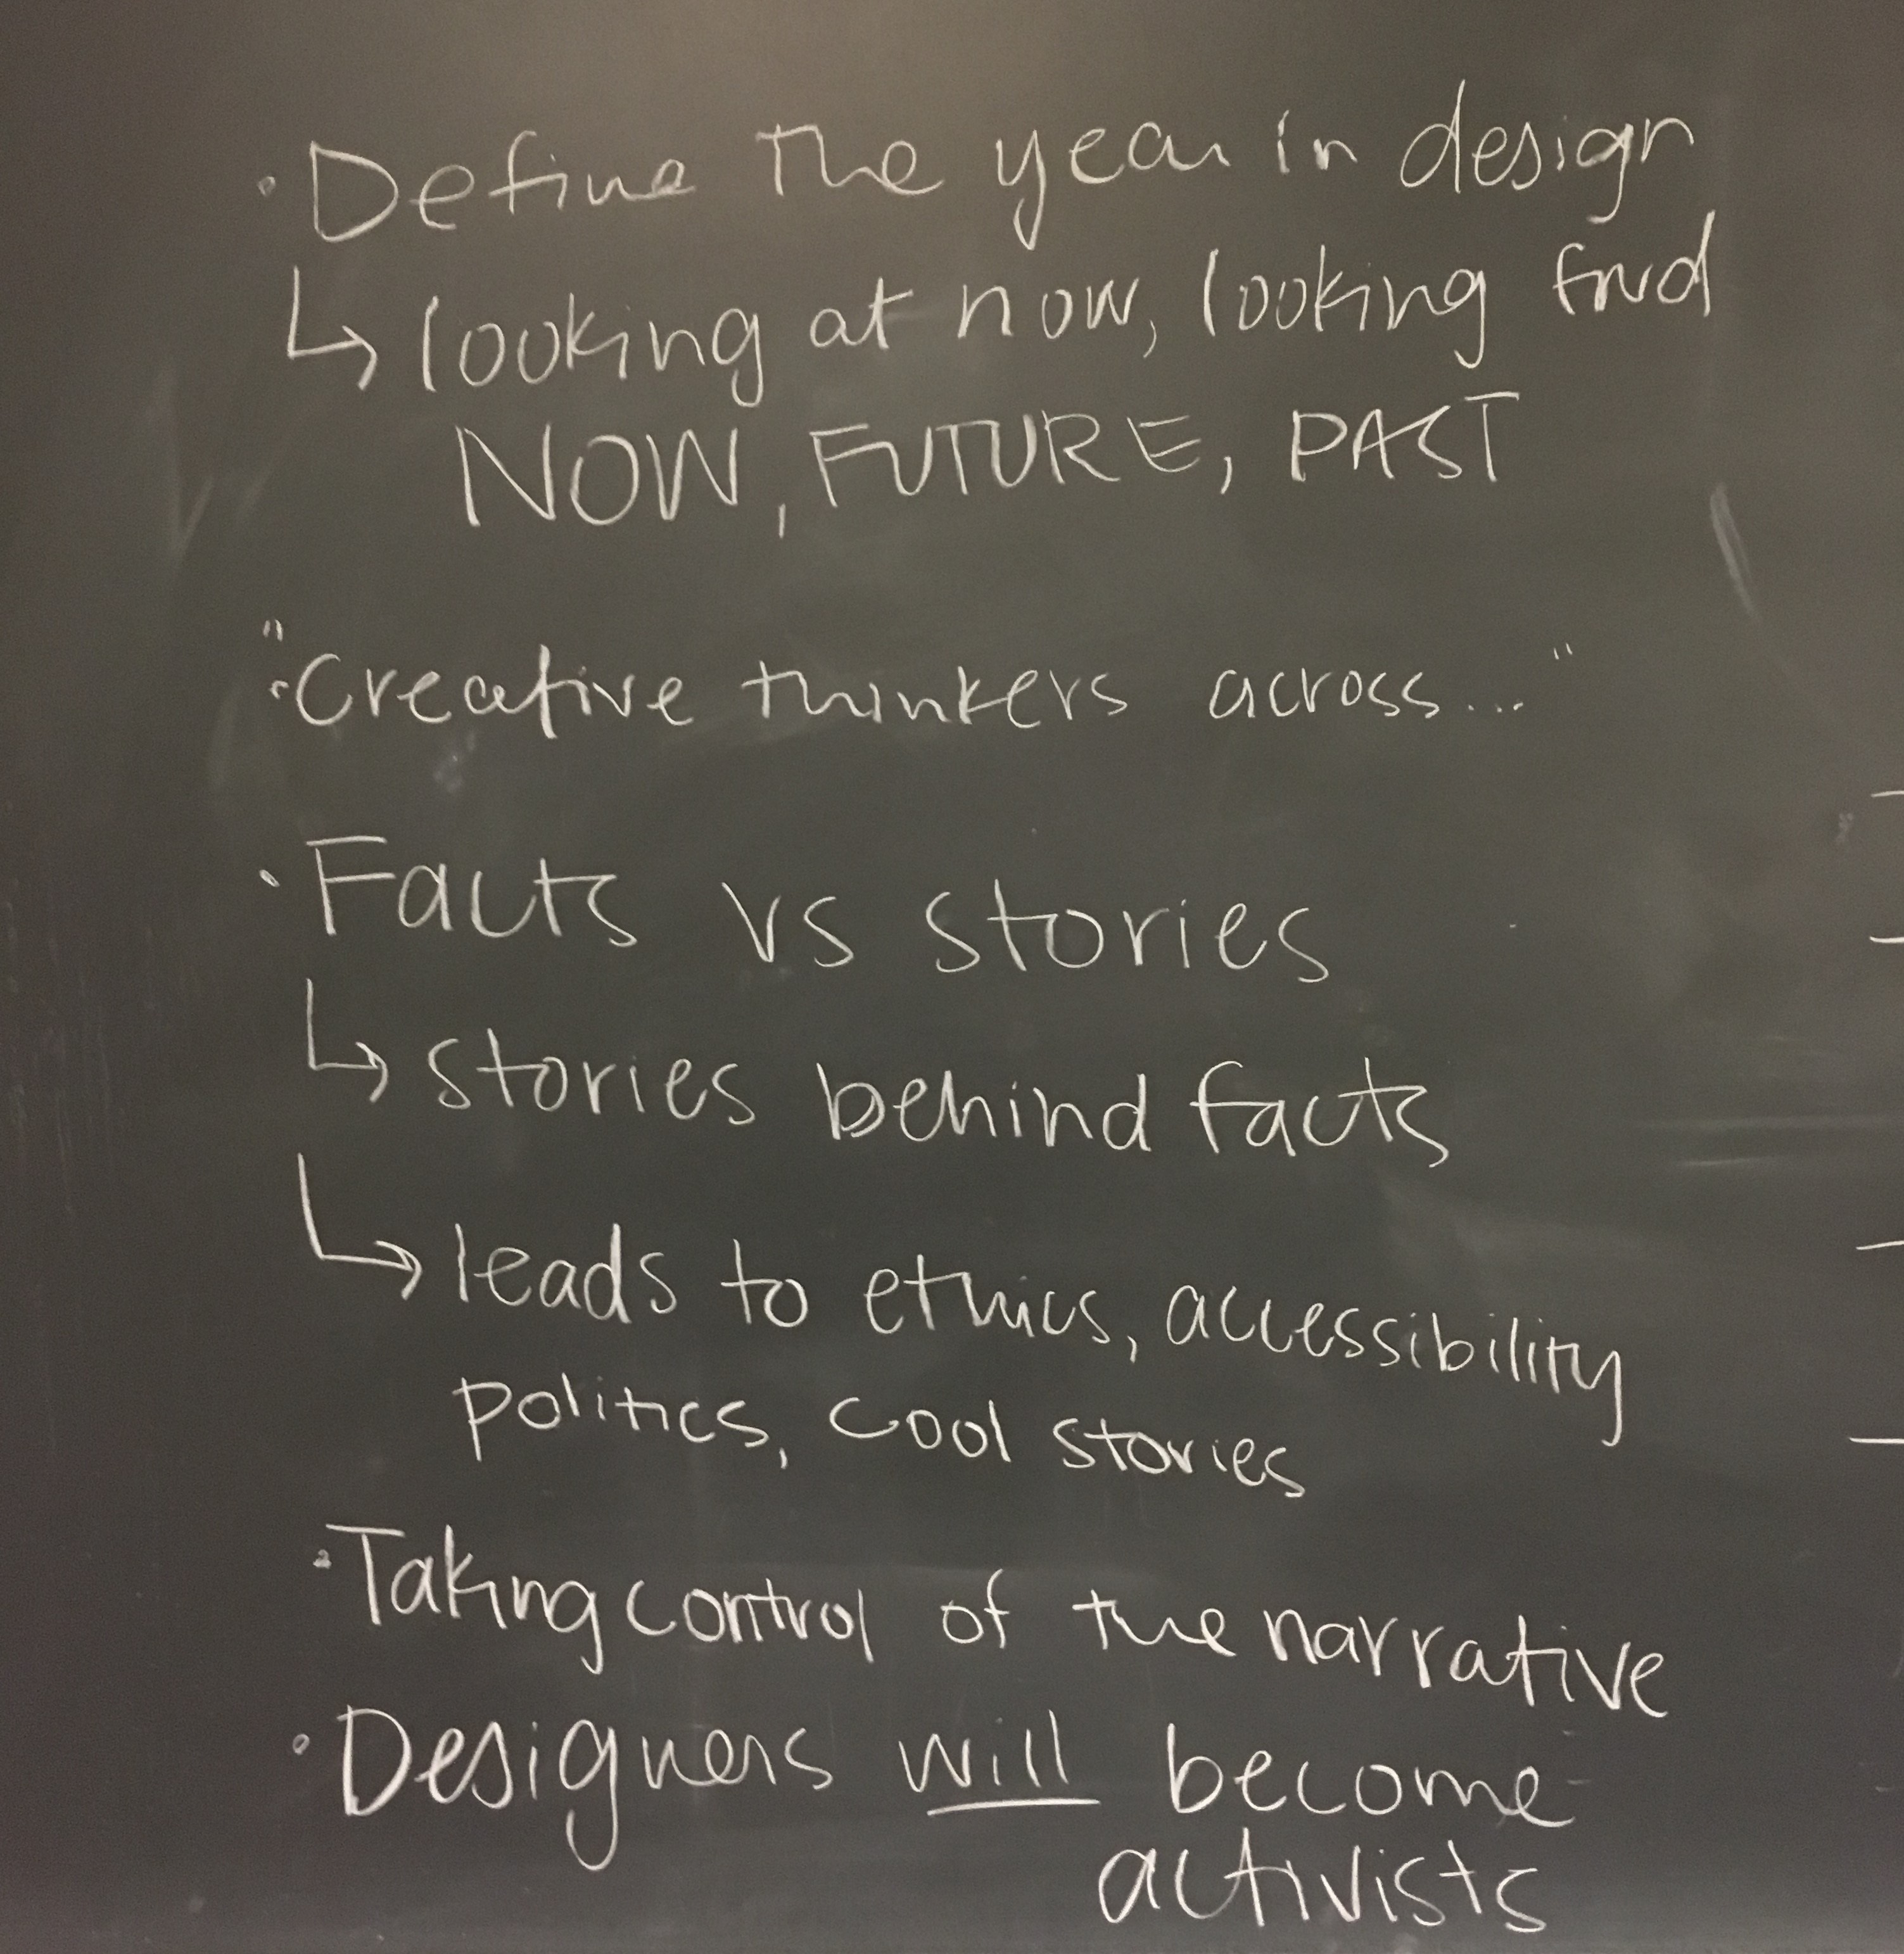 · Define the year in design
↳ looking at now, looking fwd
NOW, FUTURE, PAST
"· Creative thinkers across..."
· Facts vs stories
↳ stories behind facts
↳ leads to ethics, accessibility
politics, cool stories
· Taking control of the narrative
· Designers will become
activists